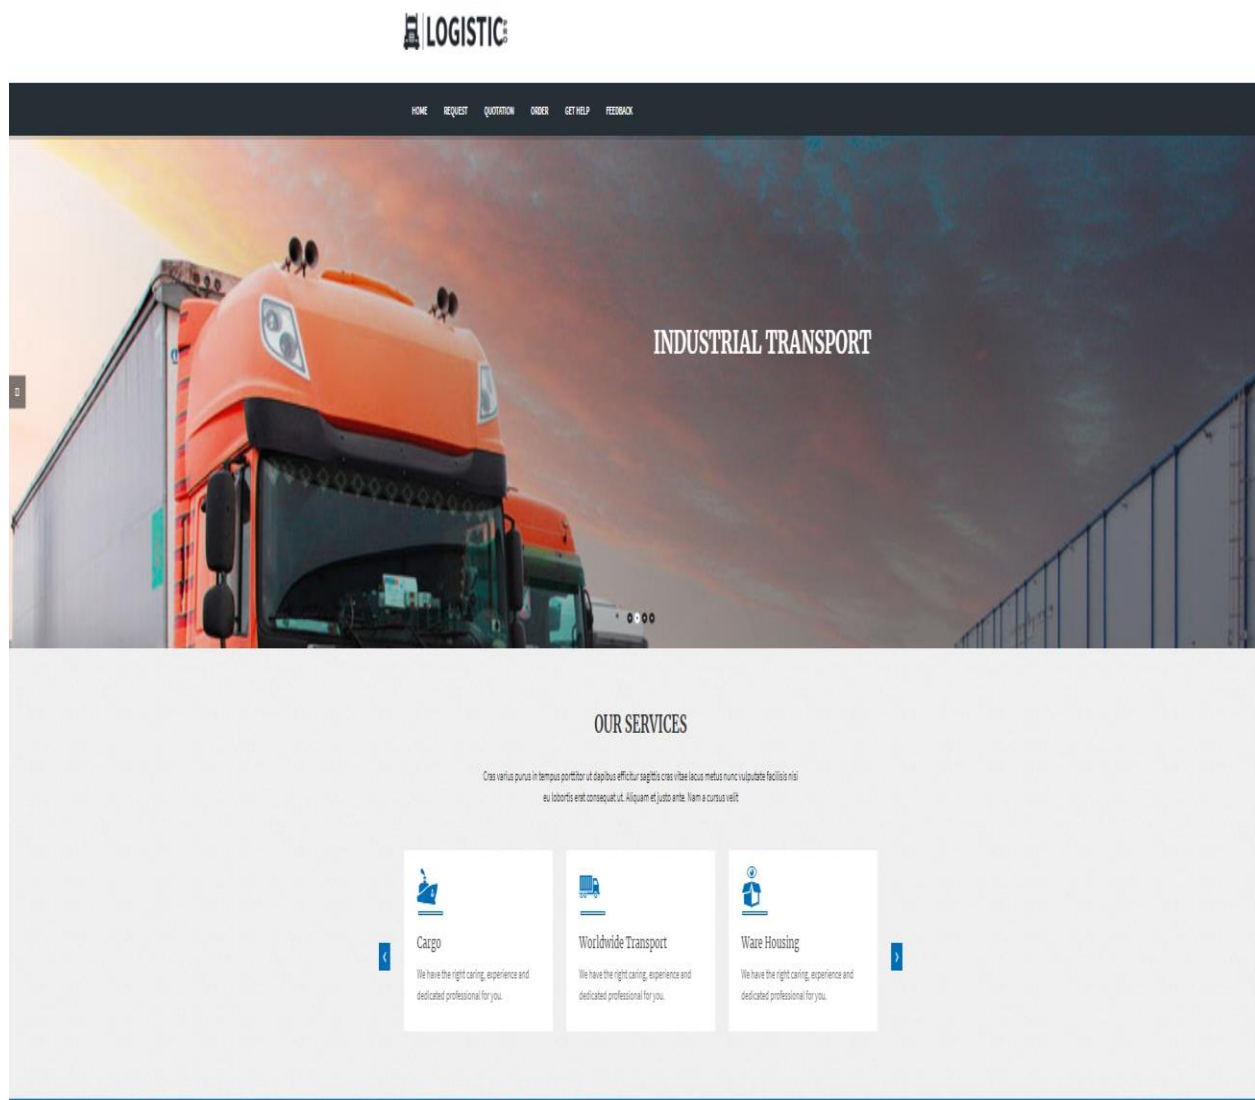 LOGISTIC PRO
HOME REQUEST QUOTATION ORDER GET HELP FEEDBACK
INDUSTRIAL TRANSPORT
OUR SERVICES
Cras varius purus in tempus porttitor ut dapibus efficitur sagittis cras vitae lacus metus nunc vulputate facilisis nisi
eu lobortis erat consequat ut. Aliquam et justo ante. Nam a cursus velit
Cargo
We have the right caring, experience and
dedicated professional for you.
Worldwide Transport
We have the right caring, experience and
dedicated professional for you.
Ware Housing
We have the right caring, experience and
dedicated professional for you.